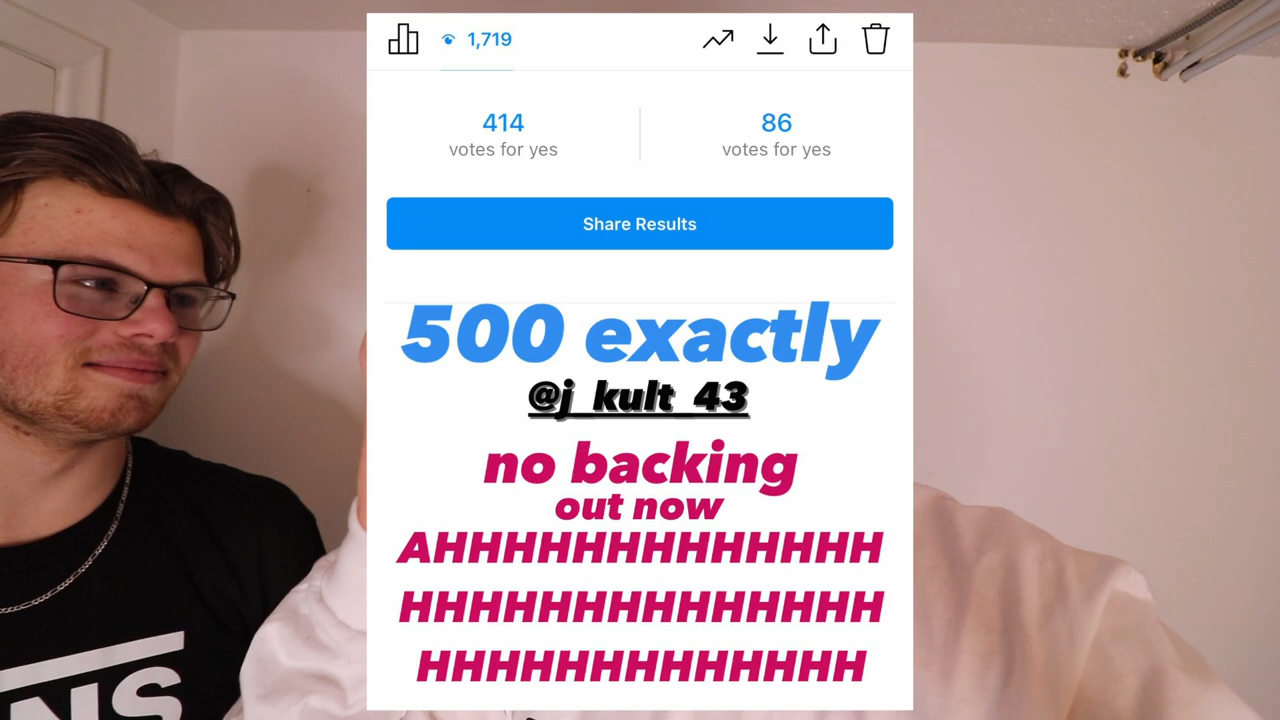 1,719
414
86
votes for yes
votes for yes
Share Results
500 exactly
@j_kult_43
no backing
out now
AHHHHHHHHHHHHH
HHHHHHHHHHHHHH
HHHHHHHHHHHHH
NS